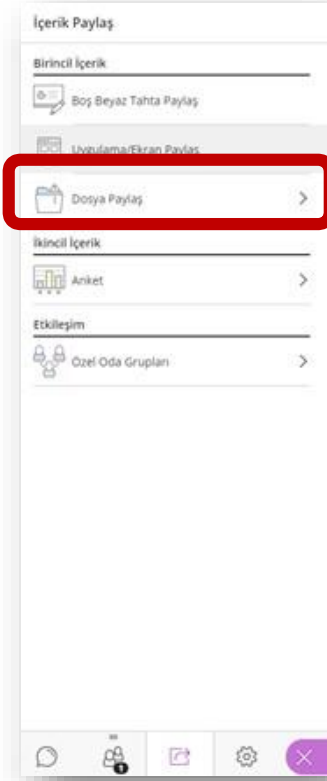 İçerik Paylaş
Birincil İçerik
Boş Beyaz Tahta Paylaş
Uygulama/Ekran Paylaş
Dosya Paylaş
İkincil İçerik
Anket
Etkileşim
Özel Oda Grupları
1